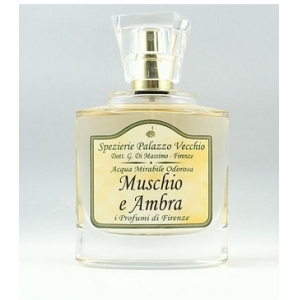 Spezierie Palazzo Vecchio
Dott. G. Di Massimo - Firenze
Acqua Mirabile Odorosa
Muschio
e Ambra
i Profumi di Firenze